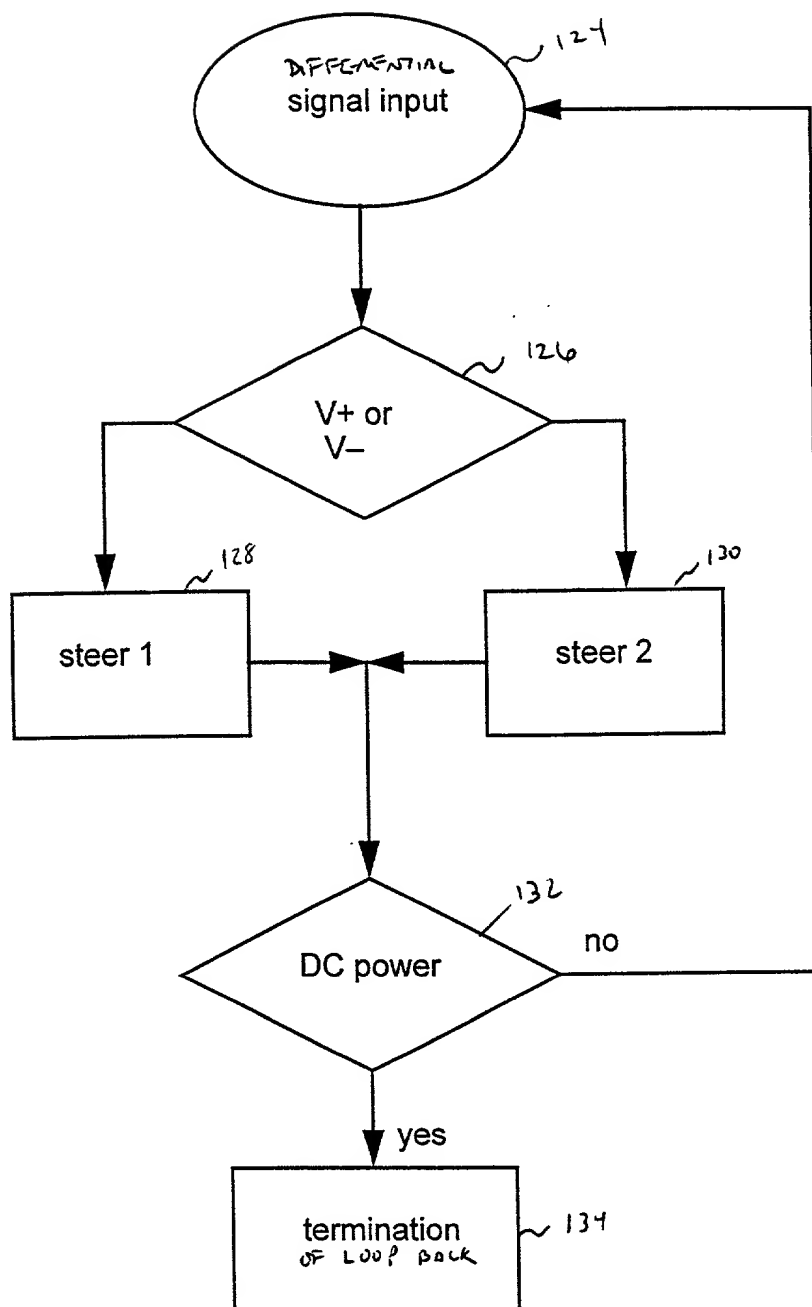 124
DIFFERENTIAL
signal input
126
V+ or
V–
128
130
steer 1
steer 2
132
no
DC power
yes
termination
OF LOOP BACK
134